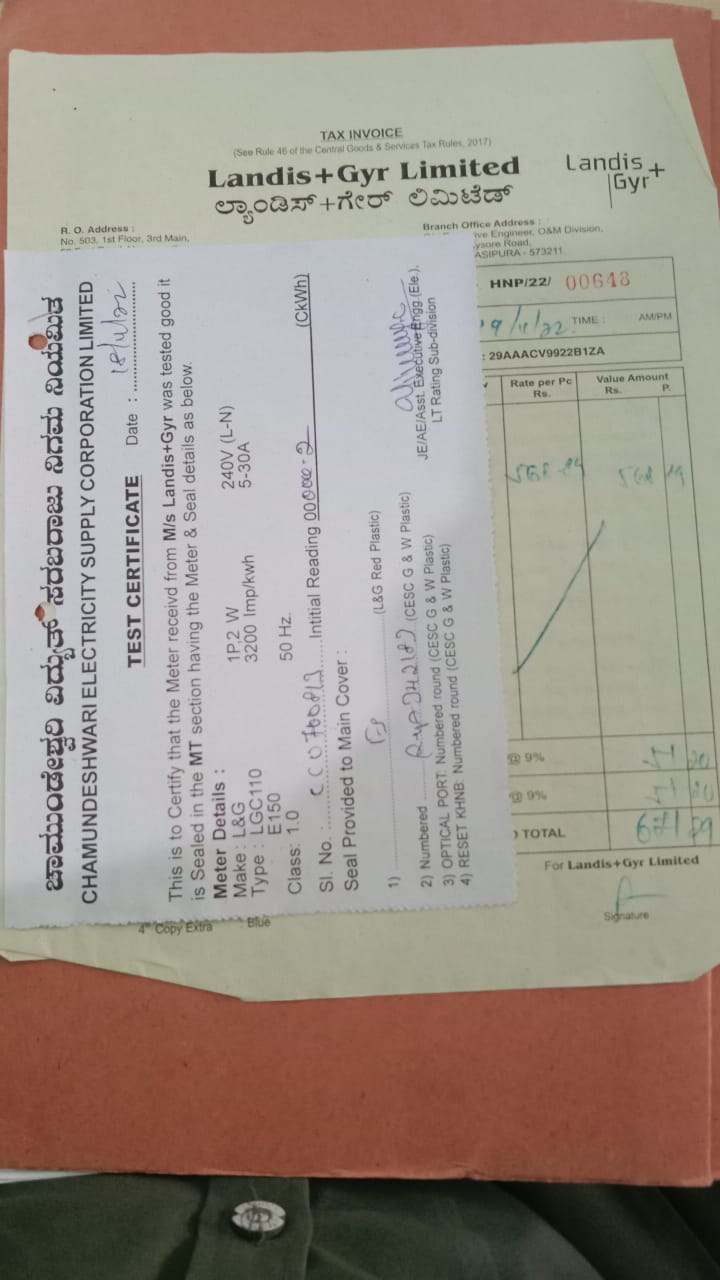 TAX INVOICE
(See Rule 46 of the Central Goods & Services Tax Rules, 2017)
Landis+Gyr Limited
ಲ್ಯಾಂಡಿಸ್+ಗೇರ್ ಲಿಮಿಟೆಡ್
Landis+
Gyr
R. O. Address :
No. 503, 1st Floor, 3rd Main,
Branch Office Address :
ve Engineer, O&M Division,
ysore Road,
ASIPURA - 573211.
HNP/22/ 00648
TIME : AM/PM
: 29AAACV9922B1ZA
Rate per Pc Rs.
Value Amount Rs. P.
@ 9%
@ 9%
TOTAL
For Landis+Gyr Limited
Signature
4th Copy Extra : Blue
ಚಾಮುಂಡೇಶ್ವರಿ ವಿದ್ಯುತ್ ಸರಬರಾಜು ನಿಗಮ ನಿಯಮಿತ
CHAMUNDESHWARI ELECTRICITY SUPPLY CORPORATION LIMITED
TEST CERTIFICATE Date :
This is to Certify that the Meter receivd from M/s Landis+Gyr was tested good it
is Sealed in the MT section having the Meter & Seal details as below.
Meter Details :
Make : L&G 1P,2 W 240V (L-N)
Type : LGC110 3200 Imp/kwh 5-30A
E150
Class: 1.0 50 Hz.
Sl. No. : Intitial Reading (CkWh)
Seal Provided to Main Cover :
1) (L&G Red Plastic)
2) Numbered (CESC G & W Plastic)
3) OPTICAL PORT: Numbered round (CESC G & W Plastic)
4) RESET KHNB: Numbered round (CESC G & W Plastic)
JE/AE/Asst. Executive Engg.(Ele.),
LT Rating Sub-division